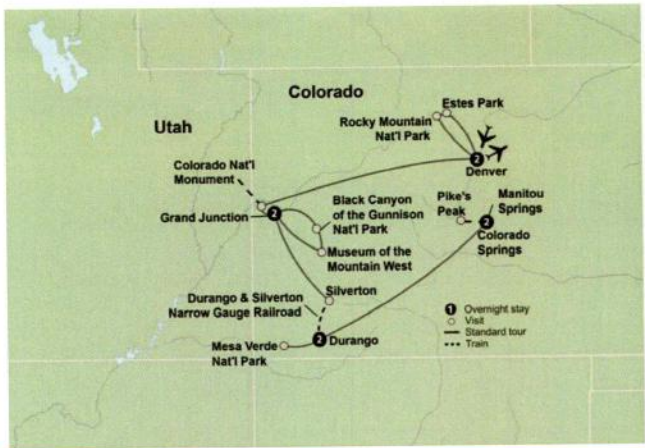 Colorado
Utah
Estes Park
Rocky Mountain
Nat'l Park
2
Denver
Colorado Nat'l
Monument
Grand Junction
2
Black Canyon
of the Gunnison
Nat'l Park
Museum of the
Mountain West
Pike's
Peak
Manitou
Springs
2
Colorado
Springs
Silverton
Durango & Silverton
Narrow Gauge Railroad
2
Durango
Mesa Verde
Nat'l Park
1 Overnight stay
Visit
Standard tour
Train